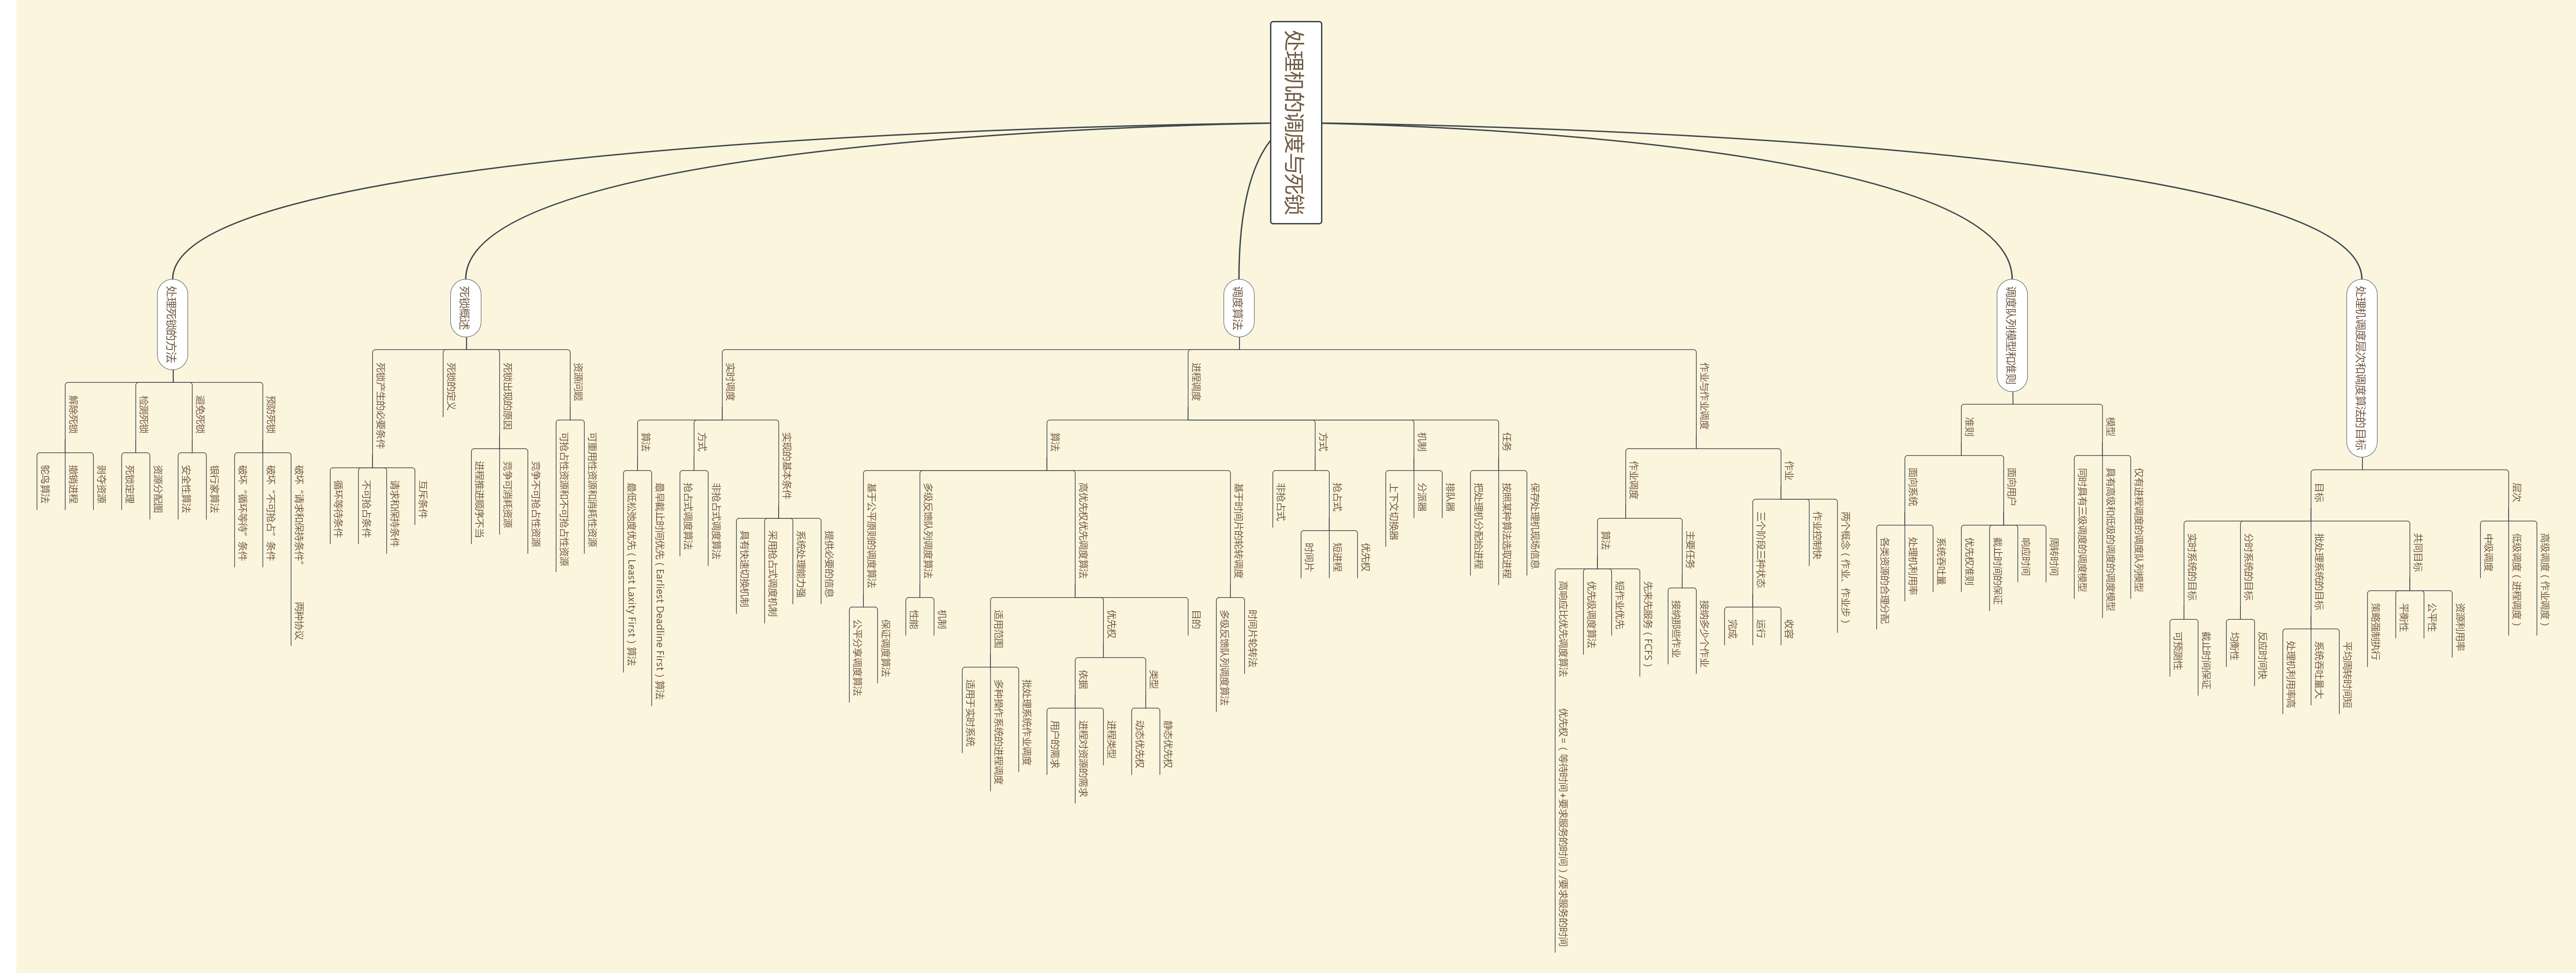 处理机的调度与死锁
处理机调度层次和调度算法的目标
层次
高级调度（作业调度）
低级调度（进程调度）
中级调度
目标
共同目标
资源利用率
公平性
平衡性
策略强制执行
批处理系统的目标
平均周转时间短
系统吞吐量大
处理机利用率高
分时系统的目标
反应时间快
均衡性
实时系统的目标
截止时间保证
可预测性
调度队列模型和准则
模型
仅有进程调度的调度队列模型
具有高级和低级的调度的调度模型
同时具有三级调度的调度模型
准则
面向用户
周转时间
响应时间
截止时间的保证
优先权准则
面向系统
系统吞吐量
处理机利用率
各类资源的合理分配
调度算法
作业与作业调度
作业
两个概念（作业、作业步）
作业控制快
三个阶段三种状态
收容
运行
完成
作业调度
主要任务
接纳多少个作业
接纳那些作业
算法
先来先服务（FCFS）
短作业优先
优先级调度算法
高响应比优先调度算法
优先权=（等待时间+要求服务的时间）/要求服务的时间
进程调度
任务
保存处理机现场信息
按照某种算法选取进程
把处理机分配给进程
机制
排队器
分派器
上下文切换器
方式
抢占式
优先权
短进程
时间片
非抢占式
算法
基于时间片的轮转调度
时间片轮转法
多级反馈队列调度算法
高优先权优先调度算法
目的
优先权
类型
静态优先权
动态优先权
依据
进程类型
进程对资源的需求
用户的需求
适用范围
批处理系统作业调度
多种操作系统的进程调度
适用于实时系统
多级反馈队列调度算法
机制
性能
基于公平原则的调度算法
保证调度算法
公平分享调度算法
实时调度
实现的基本条件
提供必要的信息
系统处理能力强
采用抢占式调度机制
具有快速切换机制
方式
非抢占式调度算法
抢占式调度算法
算法
最早截止时间优先（Earliest Deadline First）算法
最低松弛度优先（Least Laxity First）算法
死锁概述
资源问题
可重用性资源和消耗性资源
可抢占性资源和不可抢占性资源
死锁出现的原因
竞争不可抢占性资源
竞争可消耗资源
进程推进顺序不当
死锁的定义
死锁产生的必要条件
互斥条件
请求和保持条件
不可抢占条件
循环等待条件
处理死锁的方法
预防死锁
破坏“请求和保持条件”
两种协议
破坏“不可抢占”条件
破坏“循环等待”条件
避免死锁
银行家算法
安全性算法
检测死锁
资源分配图
死锁定理
解除死锁
剥夺资源
撤销进程
鸵鸟算法